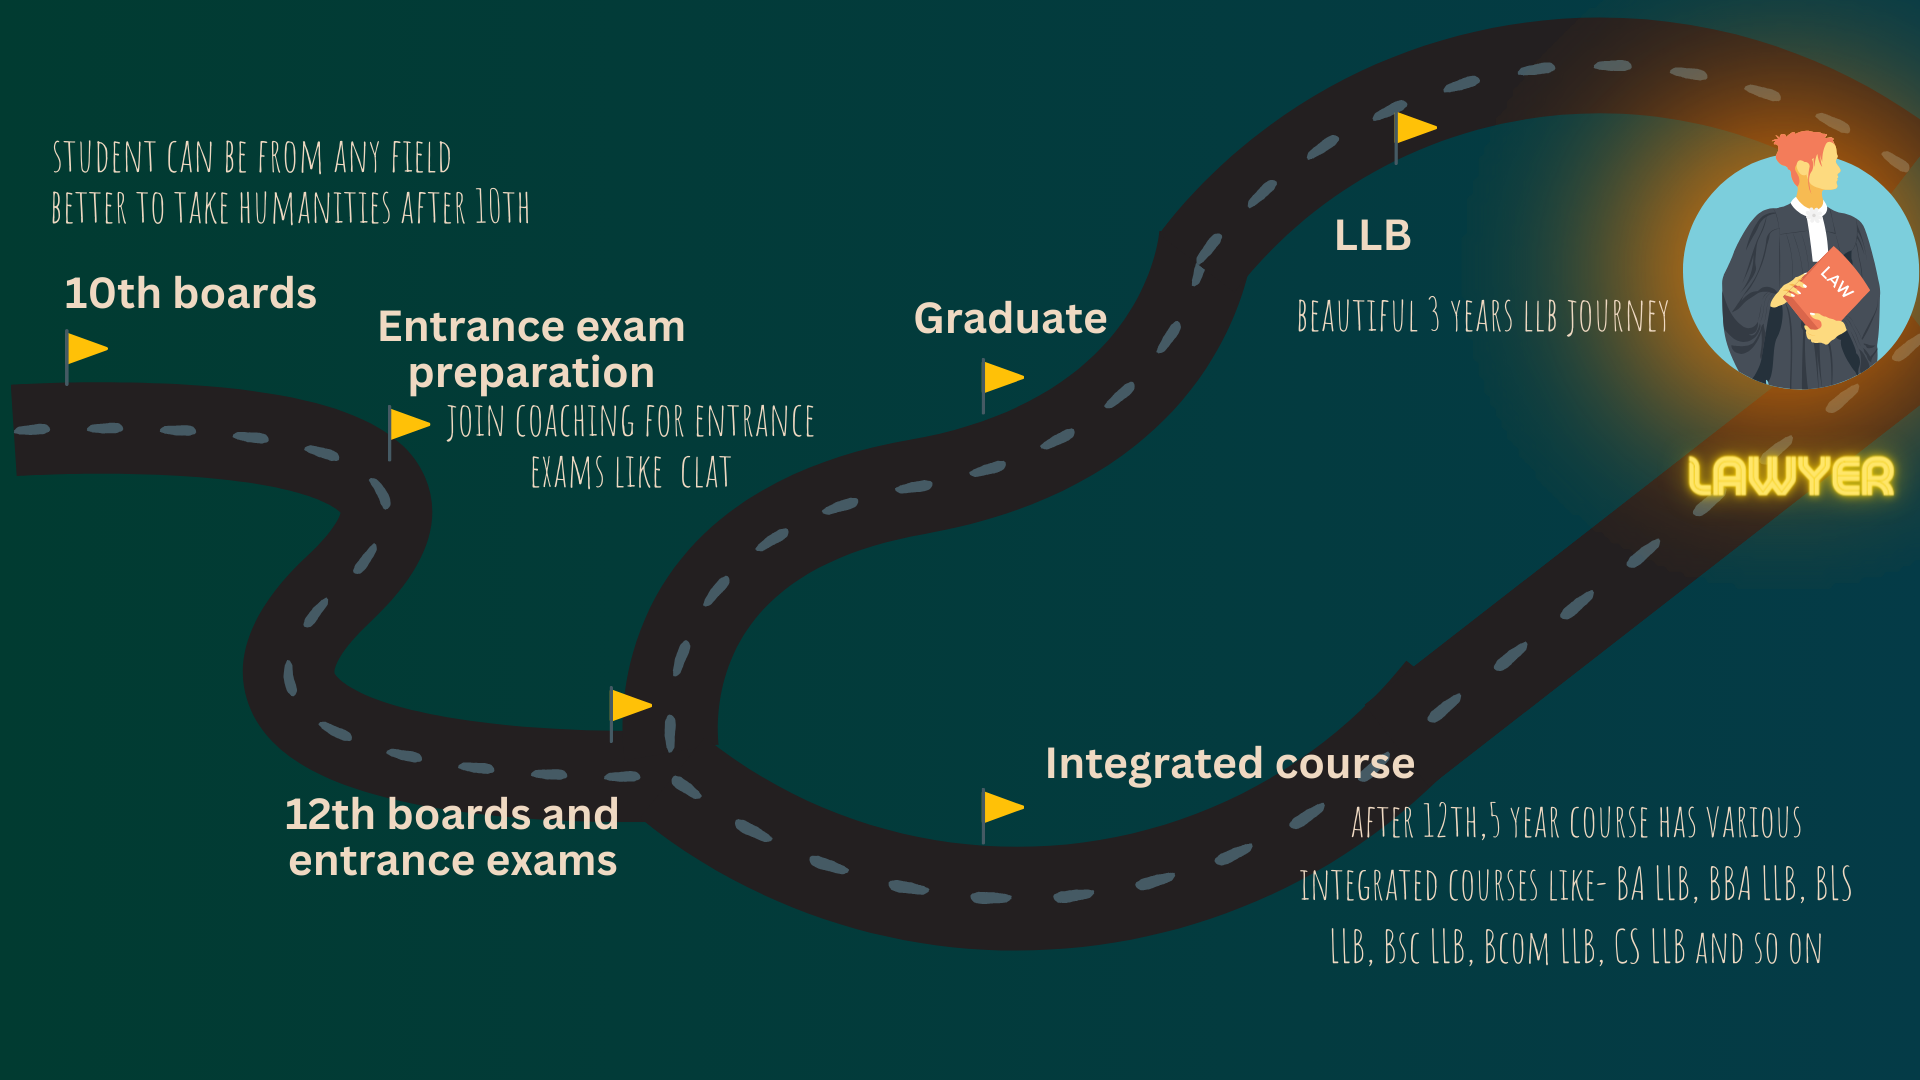 STUDENT CAN BE FROM ANY FIELD
BETTER TO TAKE HUMANITIES AFTER 10TH
10th boards
Entrance exam
preparation
JOIN COACHING FOR ENTRANCE
EXAMS LIKE CLAT
12th boards and
entrance exams
Graduate
LLB
BEAUTIFUL 3 YEARS LLB JOURNEY
LAW
LAWYER
Integrated course
AFTER 12TH,5 YEAR COURSE HAS VARIOUS
INTEGRATED COURSES LIKE- BA LLB, BBA LLB, BLS
LLB, BSC LLB, BCOM LLB, CS LLB AND SO ON